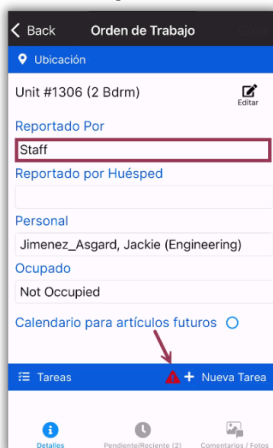 Back Orden de Trabajo
Ubicación
Unit #1306 (2 Bdrm)
Editar
Reportado Por
Staff
Reportado por Huésped
Personal
Jimenez_Asgard, Jackie (Engineering)
Ocupado
Not Occupied
Calendario para artículos futuros
Tareas + Nueva Tarea
Detalles Pendiente/Reciente (2) Comentarios / Fotos